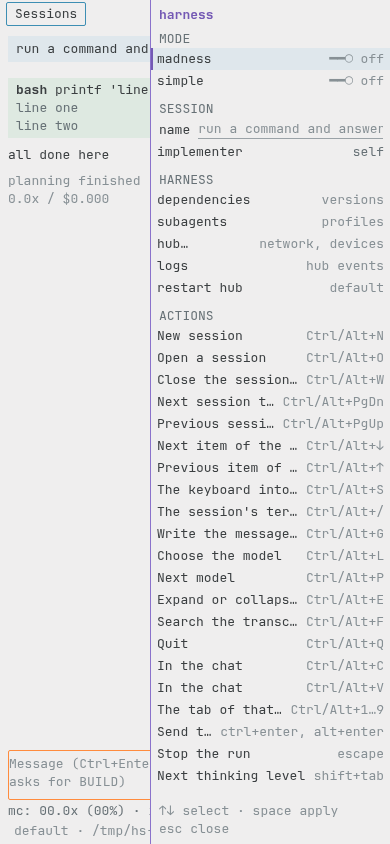 Sessions
run a command and
bash printf 'line
line one
line two
all done here
planning finished
0.0x / $0.000
Message (Ctrl+Ente
asks for BUILD)
mc: 00.0x (00%) ·
default · /tmp/hs-
harness
MODE
madness off
simple off
SESSION
name run a command and answer
implementer self
HARNESS
dependencies versions
subagents profiles
hub… network, devices
logs hub events
restart hub default
ACTIONS
New session Ctrl/Alt+N
Open a session Ctrl/Alt+O
Close the session… Ctrl/Alt+W
Next session t… Ctrl/Alt+PgDn
Previous sessi… Ctrl/Alt+PgUp
Next item of the … Ctrl/Alt+↓
Previous item of … Ctrl/Alt+↑
The keyboard into… Ctrl/Alt+S
The session's ter… Ctrl/Alt+/
Write the message… Ctrl/Alt+G
Choose the model Ctrl/Alt+L
Next model Ctrl/Alt+P
Expand or collaps… Ctrl/Alt+E
Search the transc… Ctrl/Alt+F
Quit Ctrl/Alt+Q
In the chat Ctrl/Alt+C
In the chat Ctrl/Alt+V
The tab of that… Ctrl/Alt+1…9
Send t… ctrl+enter, alt+enter
Stop the run escape
Next thinking level shift+tab
↑↓ select · space apply
esc close